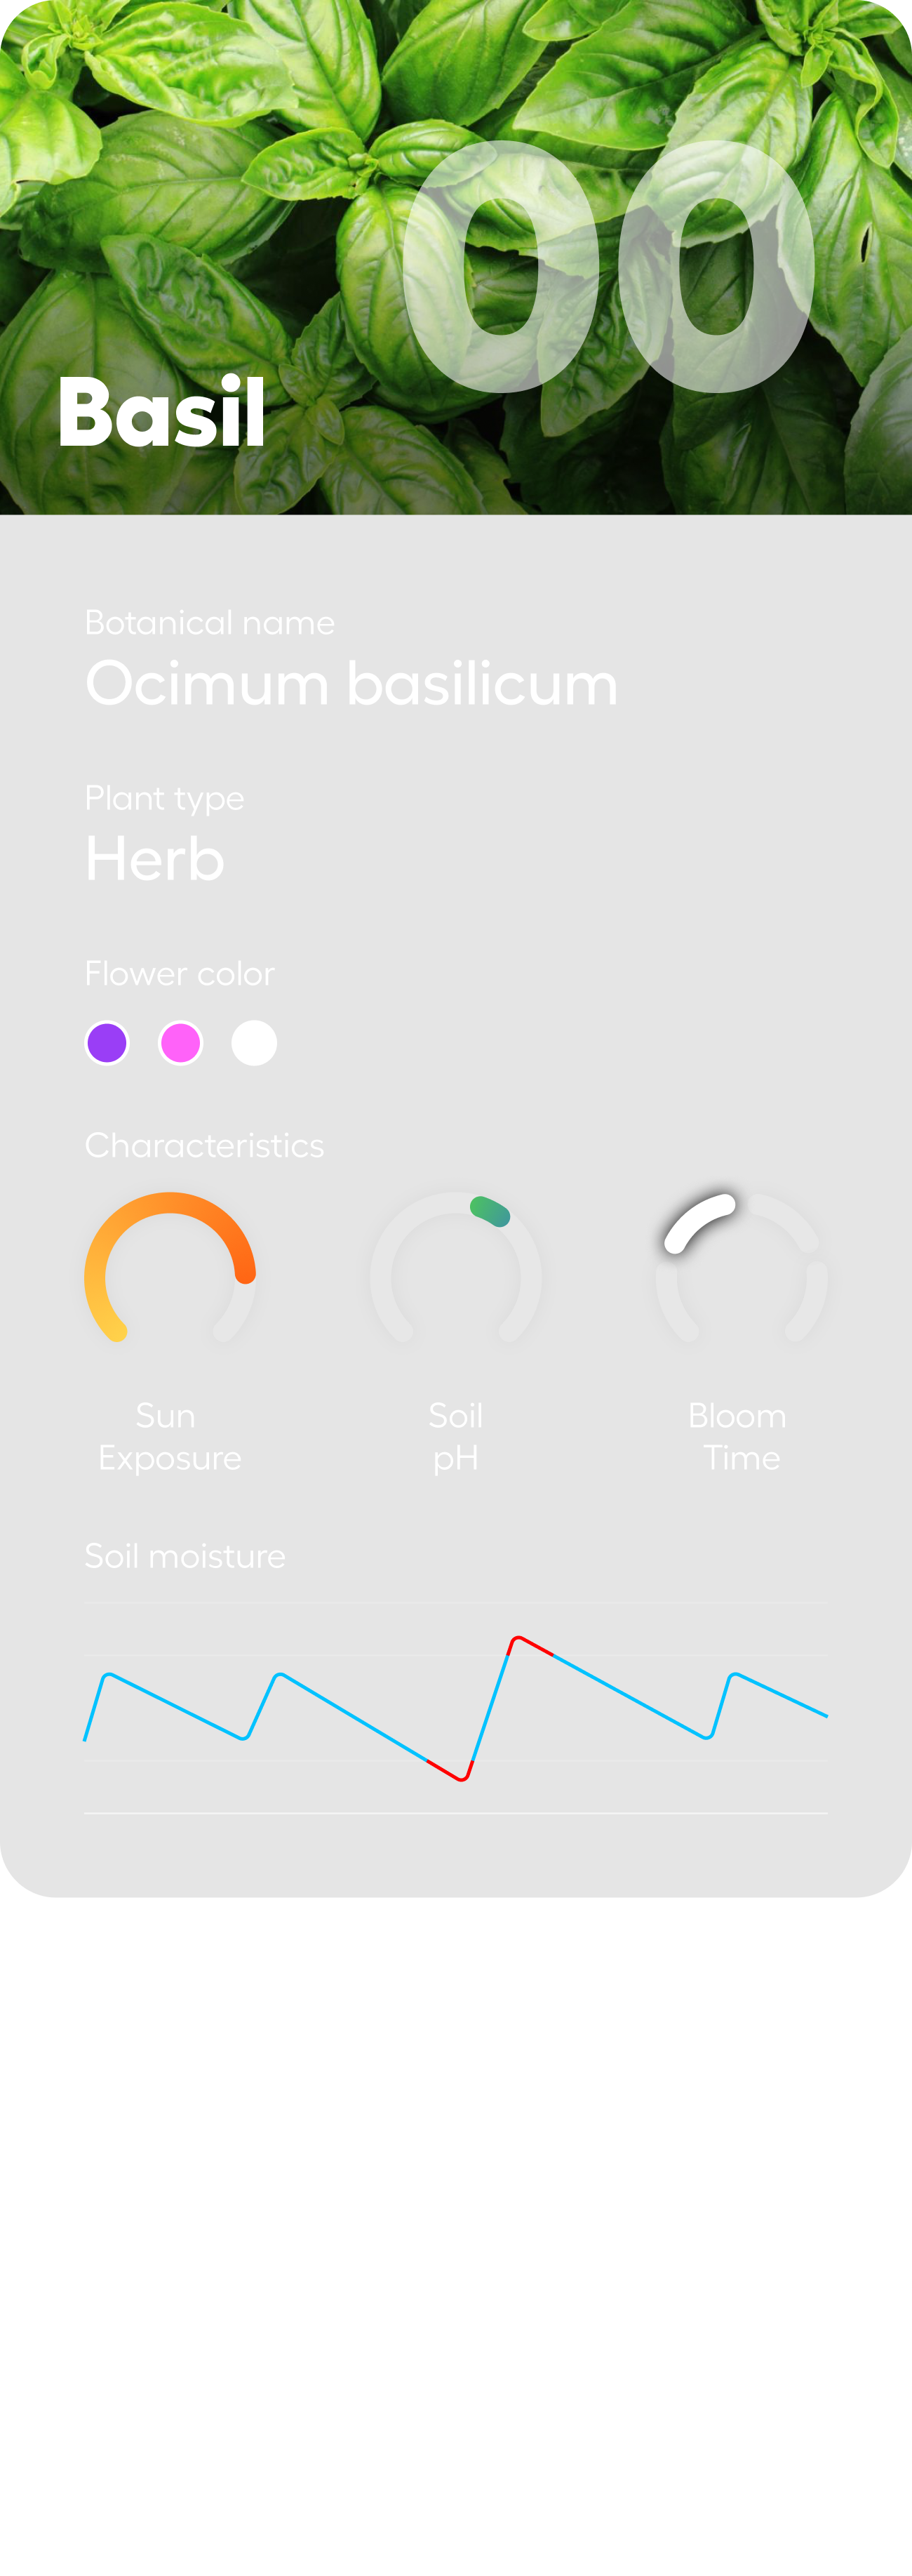 00
Basil
Botanical name
Ocimum basilicum
Plant type
Herb
Flower color
Characteristics
Sun
Exposure
Soil
pH
Bloom
Time
Soil moisture